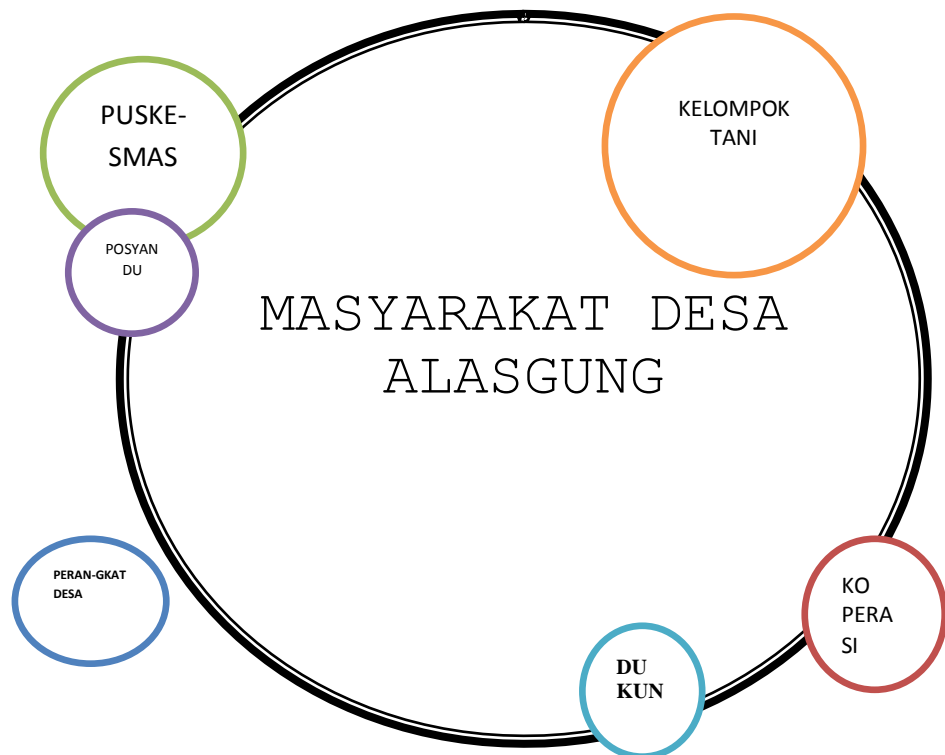 PUSKE-
SMAS
KELOMPOK
TANI
POSYAN
DU
MASYARAKAT DESA
ALASGUNG
PERAN-GKAT
DESA
KO
PERA
SI
DU
KUN